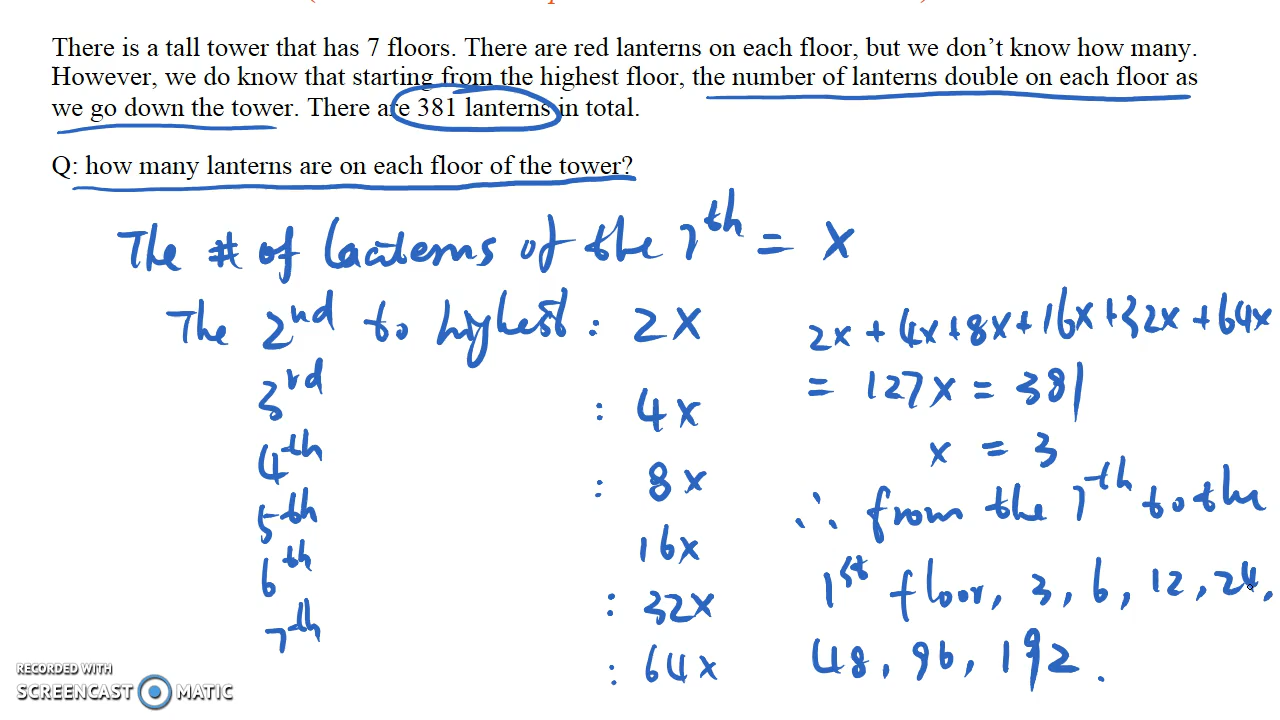 There is a tall tower that has 7 floors. There are red lanterns on each floor, but we don't know how many.
However, we do know that starting from the highest floor, the number of lanterns double on each floor as
we go down the tower. There are 381 lanterns in total.
Q: how many lanterns are on each floor of the tower?
The # of lanterns of the 7th = x
The 2nd to highest : 2x
3rd : 4x
4th : 8x
5th 16x
6th : 32x
7th : 64x
2x + 4x + 8x + 16x + 32x + 64x
= 127x = 381
x = 3
∴ from the 7th to the
1st floor, 3, 6, 12, 24,
48, 96, 192.
RECORDED WITH
SCREENCAST MATIC